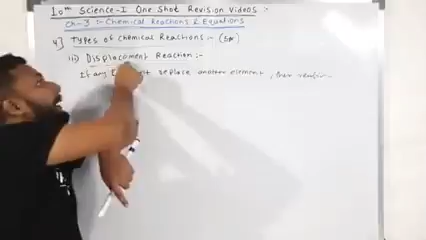 10th Science-I One Shot Revision Videos :-
ch-3 :- Chemical Reactions & Equations
4] Types of Chemical Reactions :- (5M)
iii) Displacement Reaction :-
If any replace another element , then